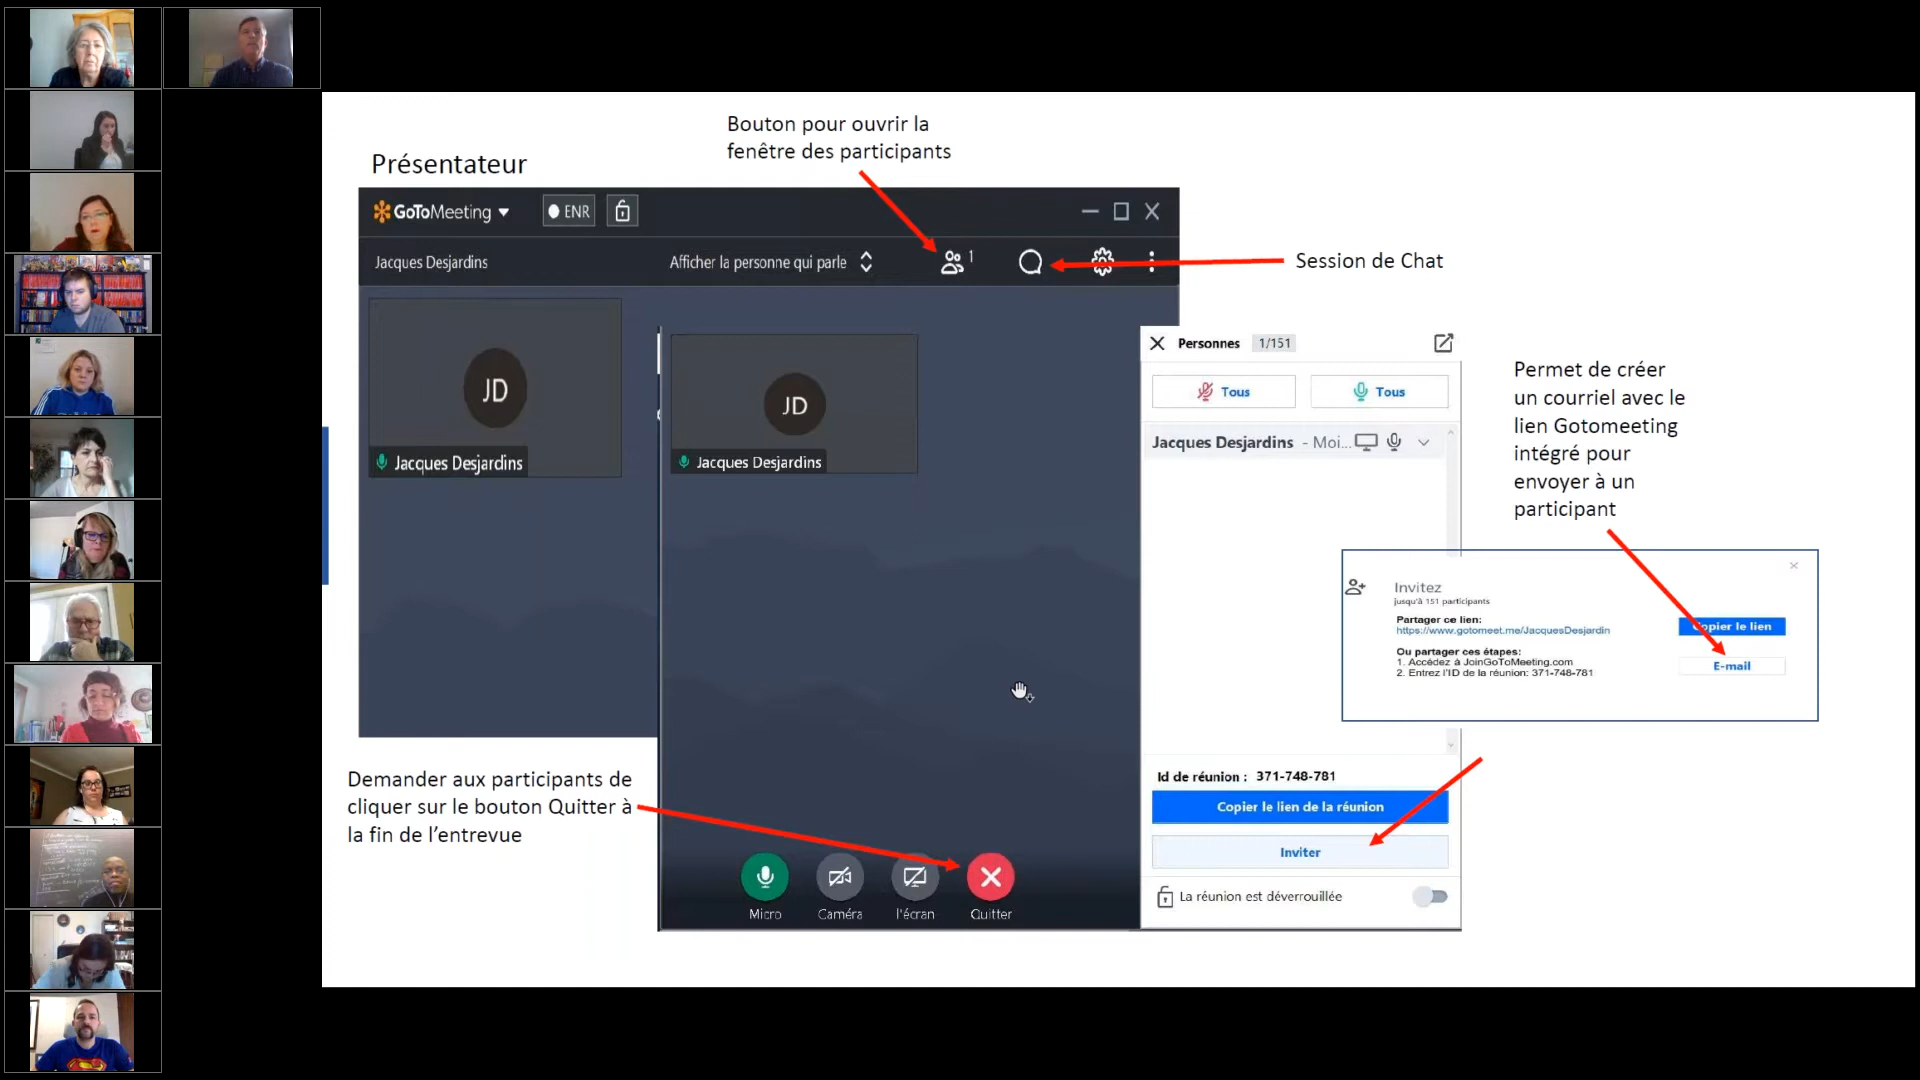 Bouton pour ouvrir la
fenêtre des participants
Présentateur
GoToMeeting
ENR
Jacques Desjardins
Afficher la personne qui parle
1
Session de Chat
JD
Jacques Desjardins
JD
Jacques Desjardins
Personnes 1/151
Tous
Tous
Jacques Desjardins - Moi...
Permet de créer
un courriel avec le
lien Gotomeeting
intégré pour
envoyer à un
participant
Invitez
jusqu'à 151 participants
Partager ce lien:
https://www.gotomeet.me/JacquesDesjardin
Copier le lien
Ou partager ces étapes:
1. Accédez à JoinGoToMeeting.com
2. Entrez l'ID de la réunion: 371-748-781
E-mail
Demander aux participants de
cliquer sur le bouton Quitter à
la fin de l'entrevue
Id de réunion : 371-748-781
Copier le lien de la réunion
Inviter
La réunion est déverrouillée
Micro
Caméra
l'écran
Quitter